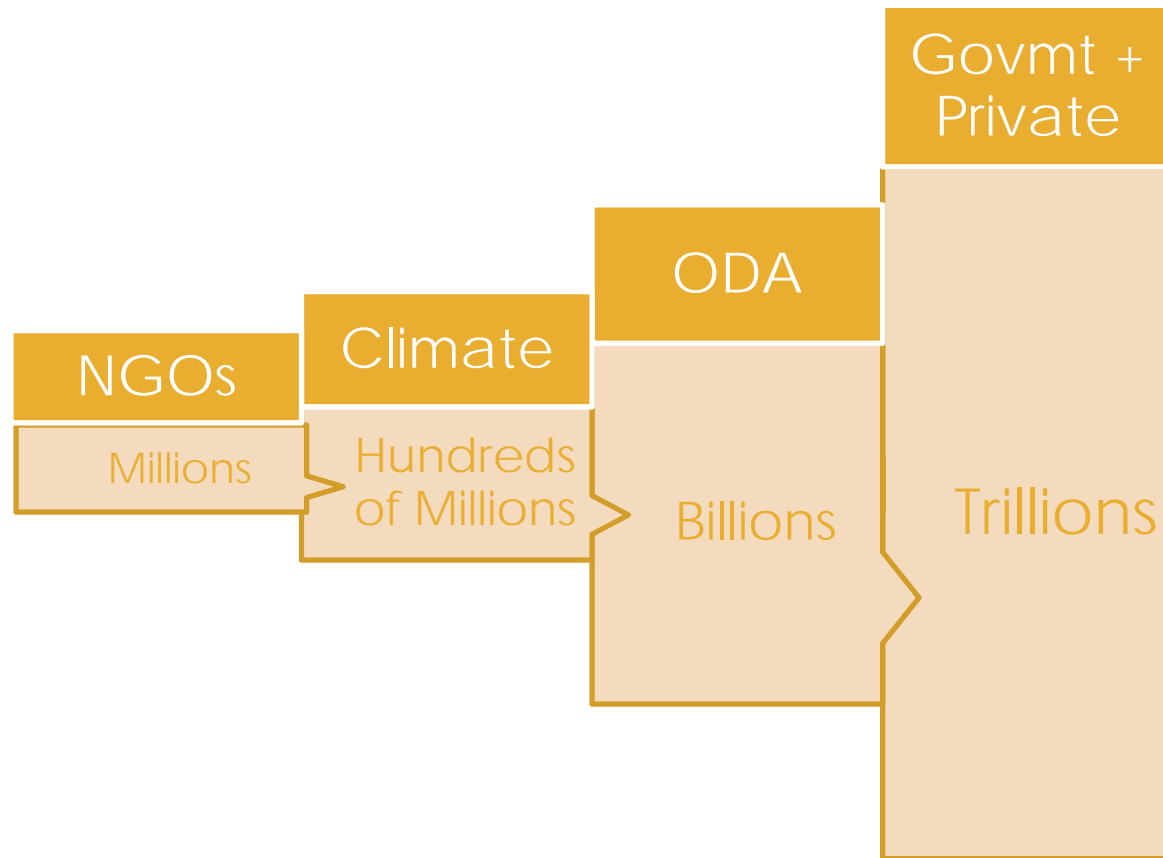 NGOs
Millions
Climate
Hundreds
of Millions
ODA
Billions
Govmt +
Private
Trillions